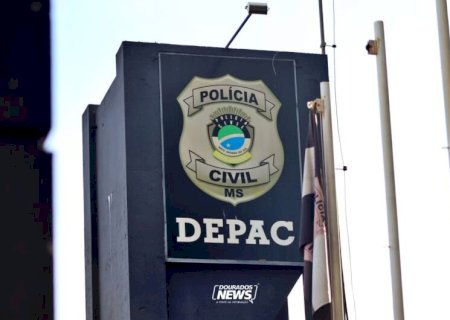 POLÍCIA
CIVIL
MS
DEPAC
DOURADOS
NEWS